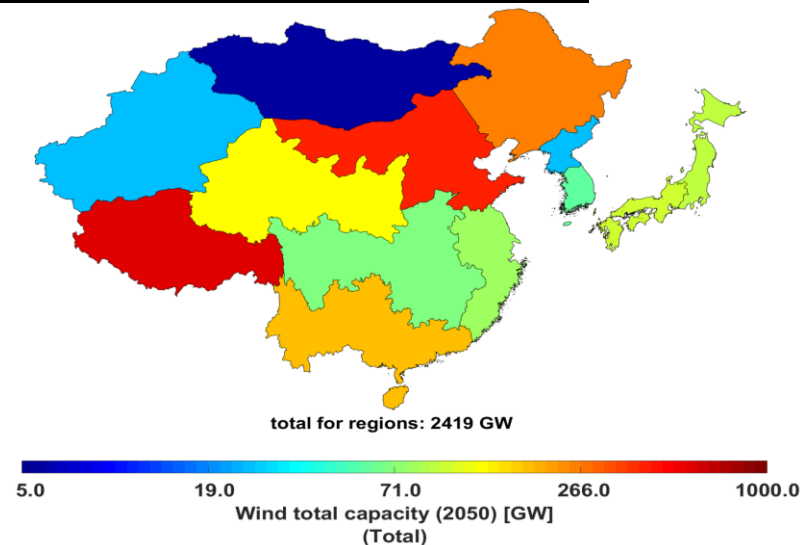 total for regions: 2419 GW
5.0 19.0 71.0 266.0 1000.0
Wind total capacity (2050) [GW]
(Total)